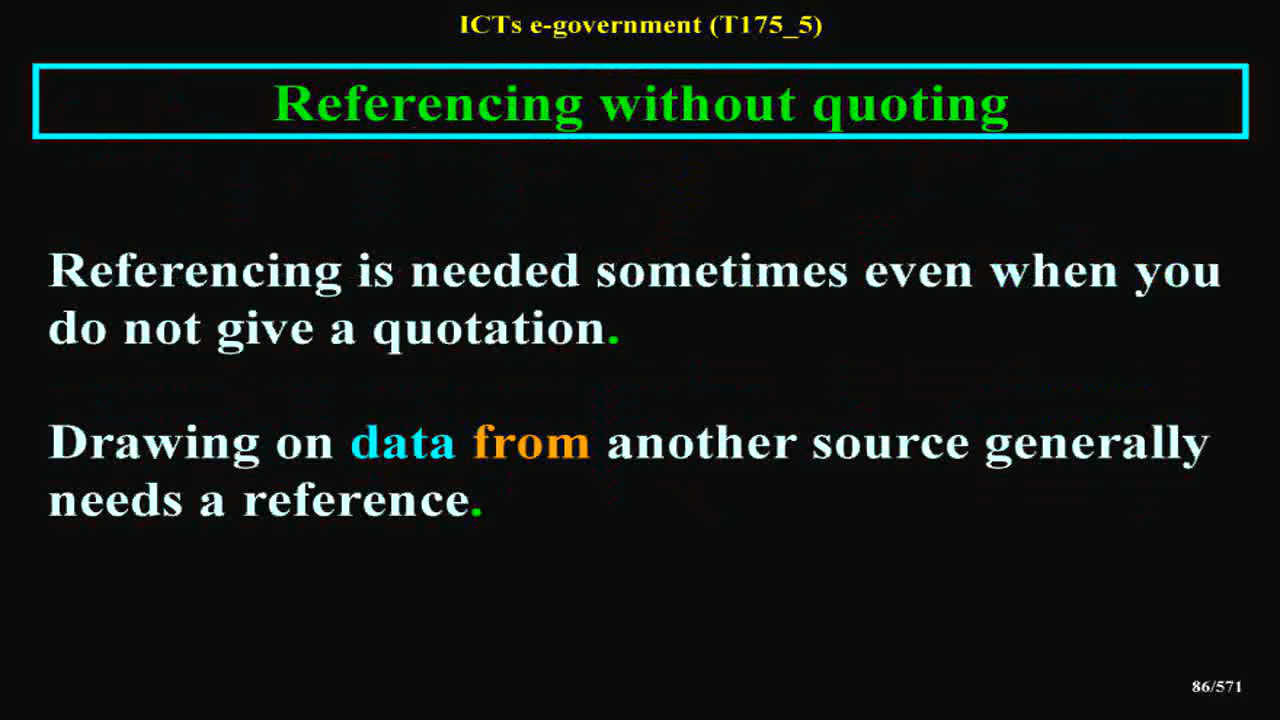 ICTs e-government (T175_5)
Referencing without quoting
Referencing is needed sometimes even when you
do not give a quotation.
Drawing on data from another source generally
needs a reference.
86/571